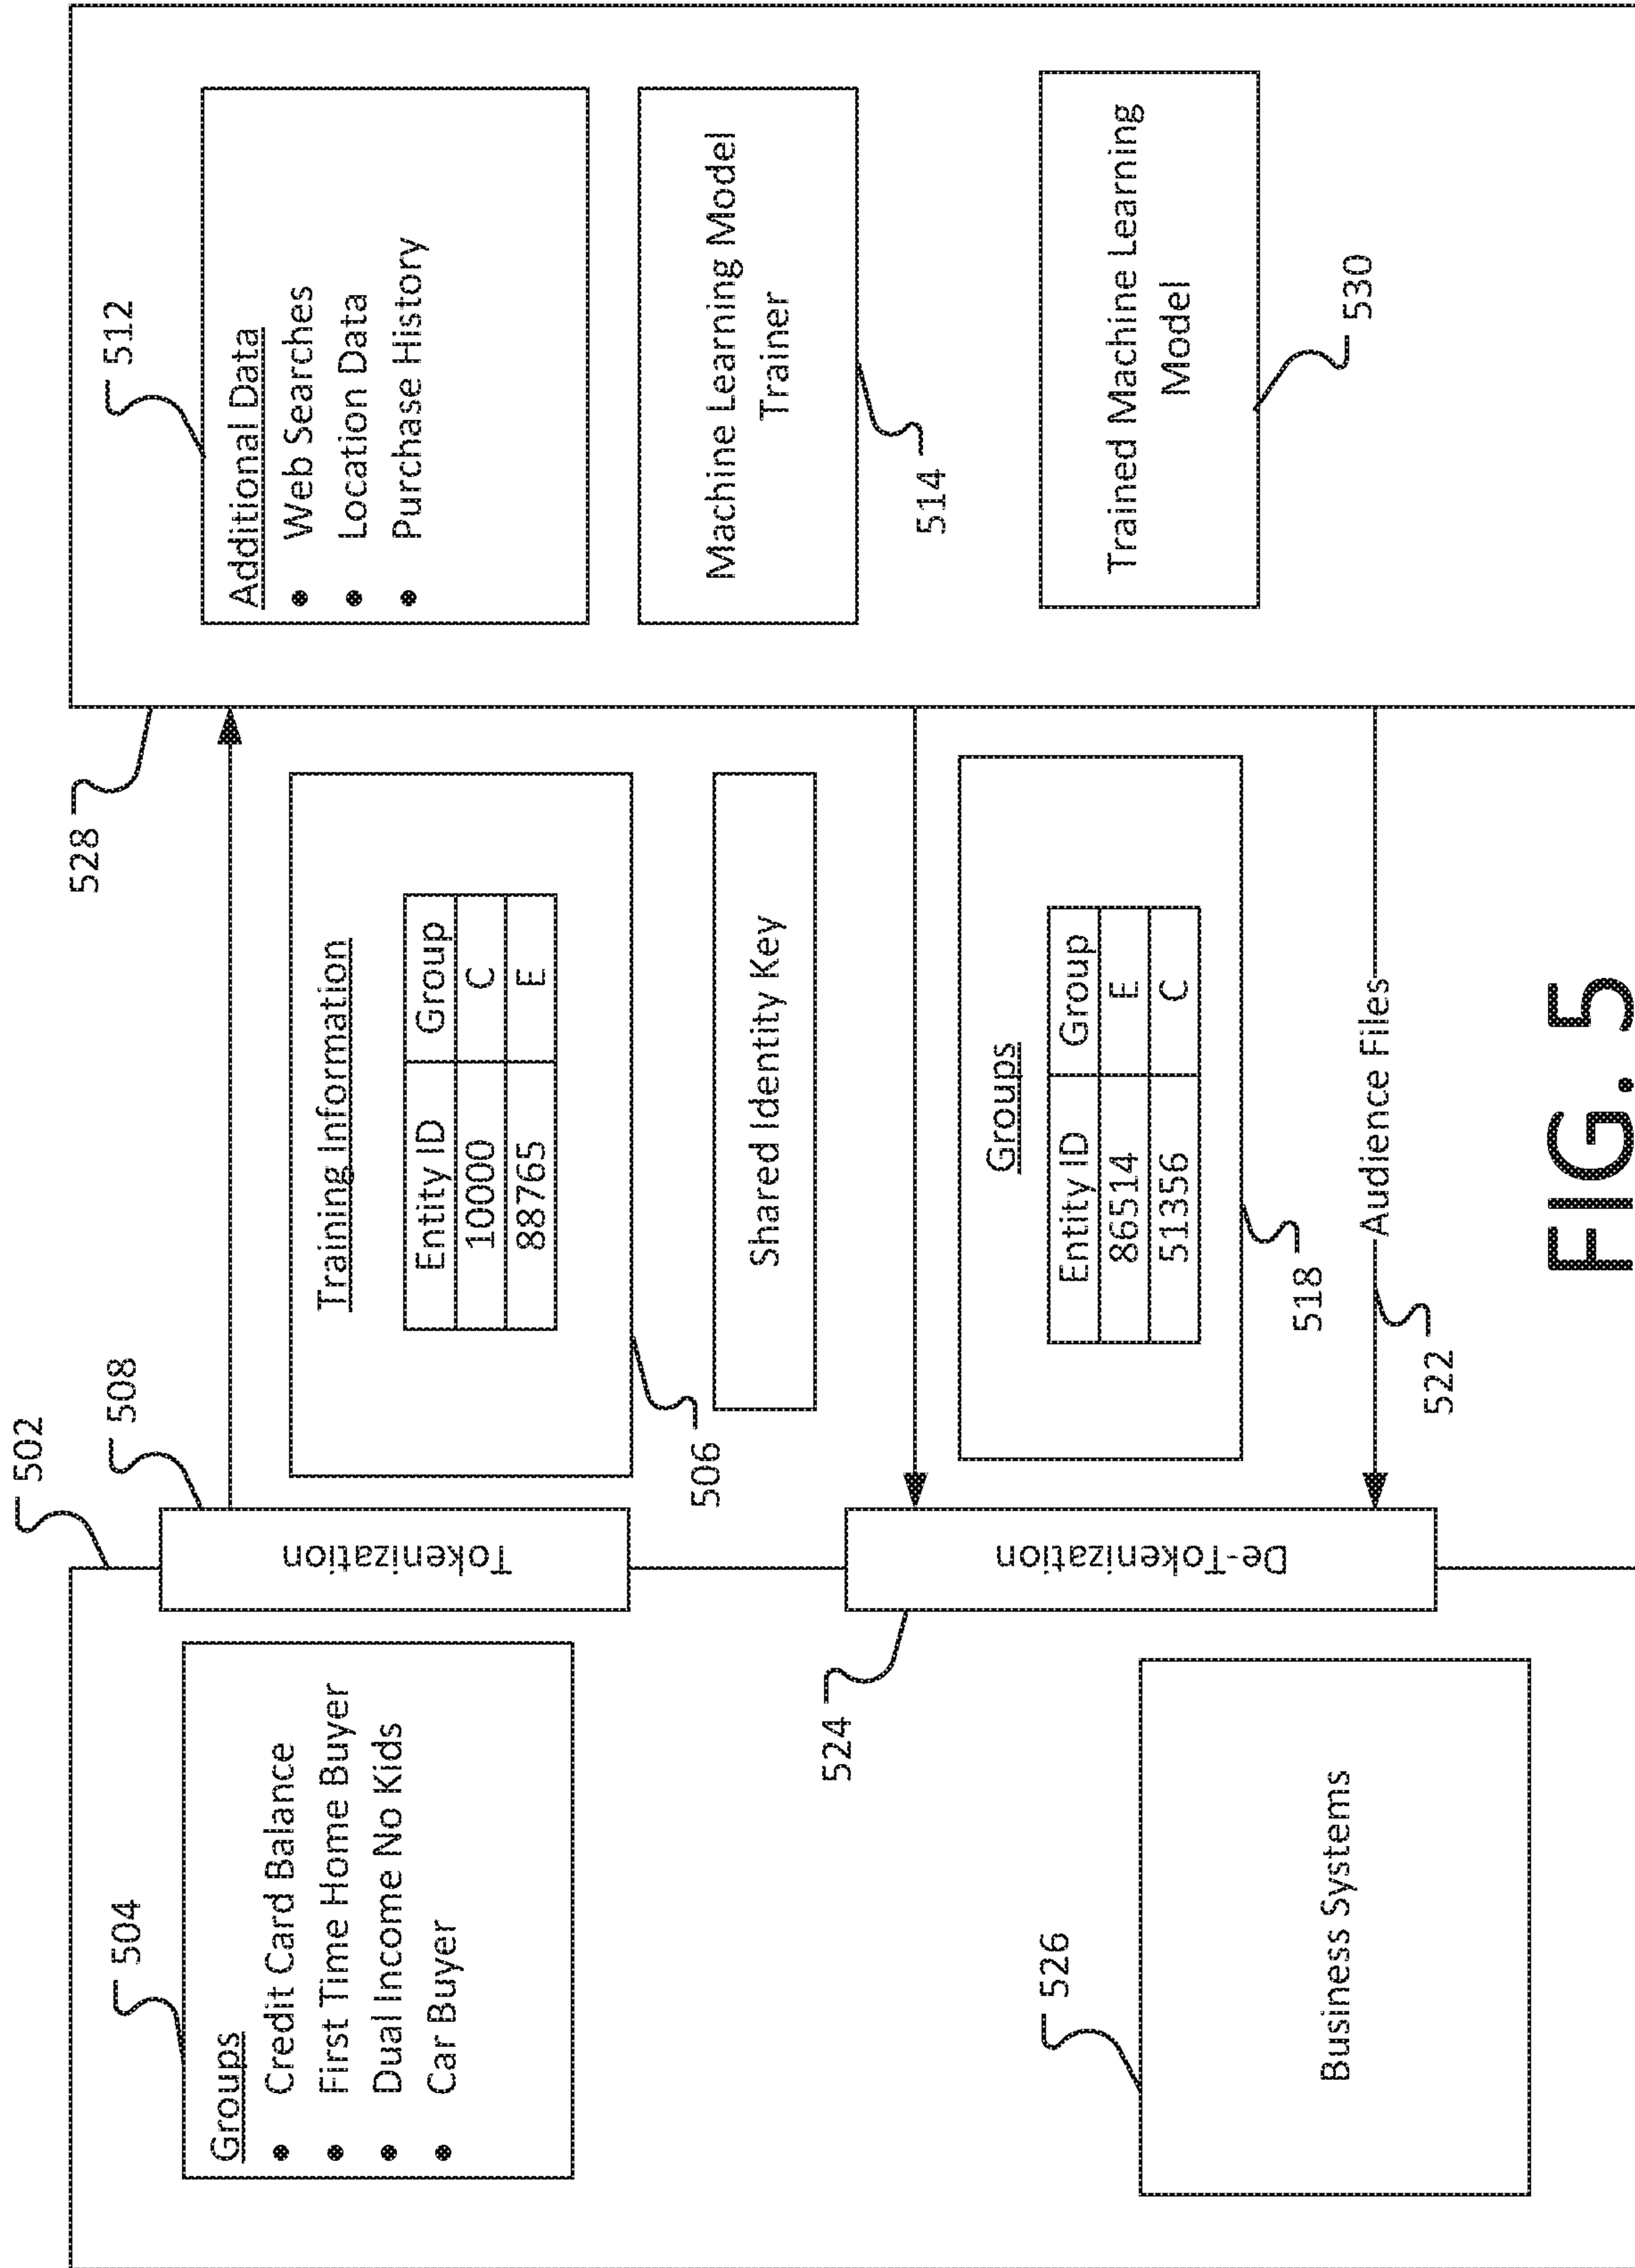 502
504
Groups
• Credit Card Balance
• First Time Home Buyer
• Dual Income No Kids
• Car Buyer
508
Tokenization
Training Information
Entity ID Group
10000 C
88765 E
506
Shared Identity Key
528
512
Additional Data
• Web Searches
• Location Data
• Purchase History
Machine Learning Model
Trainer
514
524
De-Tokenization
526
Business Systems
Groups
Entity ID Group
86514 E
51356 C
518
Audience Files
522
Trained Machine Learning
Model
530
FIG. 5